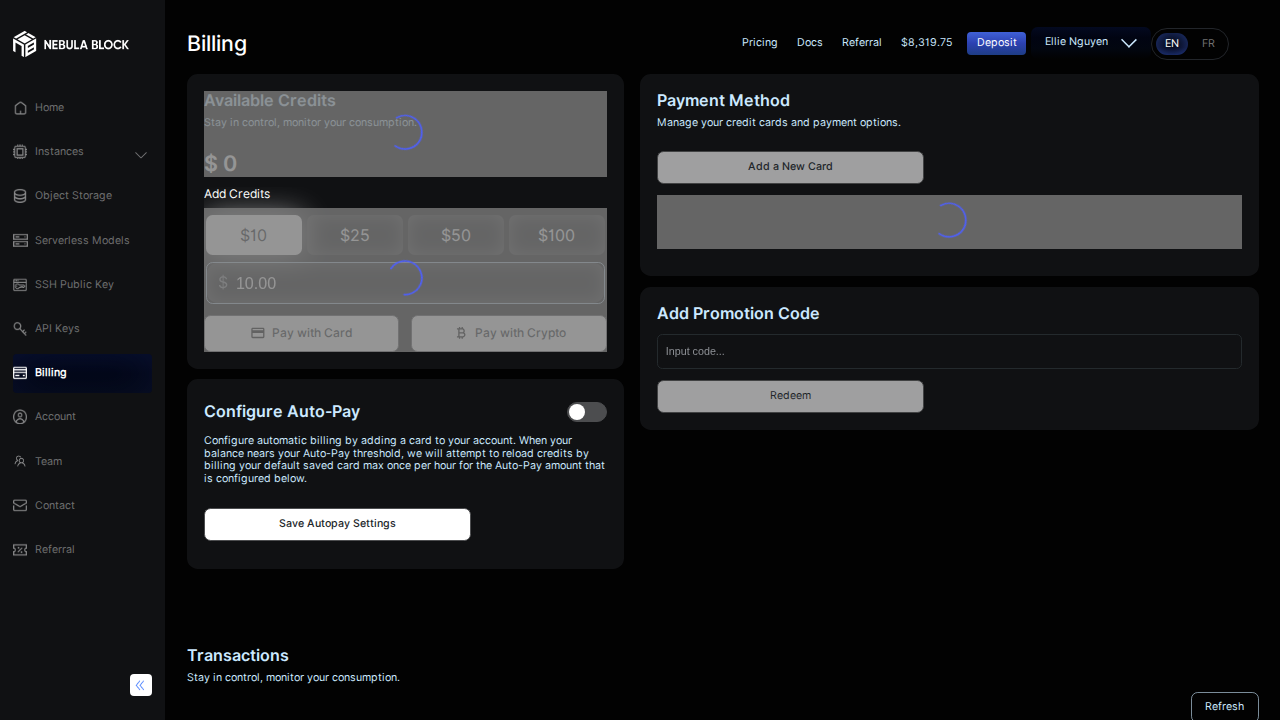 NEBULA BLOCK
Home
Instances
Object Storage
Serverless Models
SSH Public Key
API Keys
Billing
Account
Team
Contact
Referral
Billing
Pricing
Docs
Referral
$8,319.75
Deposit
Ellie Nguyen
EN
FR
Available Credits
Stay in control, monitor your consumption.
$ 0
Add Credits
$10
$25
$50
$100
$ 10.00
Pay with Card
Pay with Crypto
Configure Auto-Pay
Configure automatic billing by adding a card to your account. When your
balance nears your Auto-Pay threshold, we will attempt to reload credits by
billing your default saved card max once per hour for the Auto-Pay amount that
is configured below.
Save Autopay Settings
Payment Method
Manage your credit cards and payment options.
Add a New Card
Add Promotion Code
Input code...
Redeem
Transactions
Stay in control, monitor your consumption.
Refresh